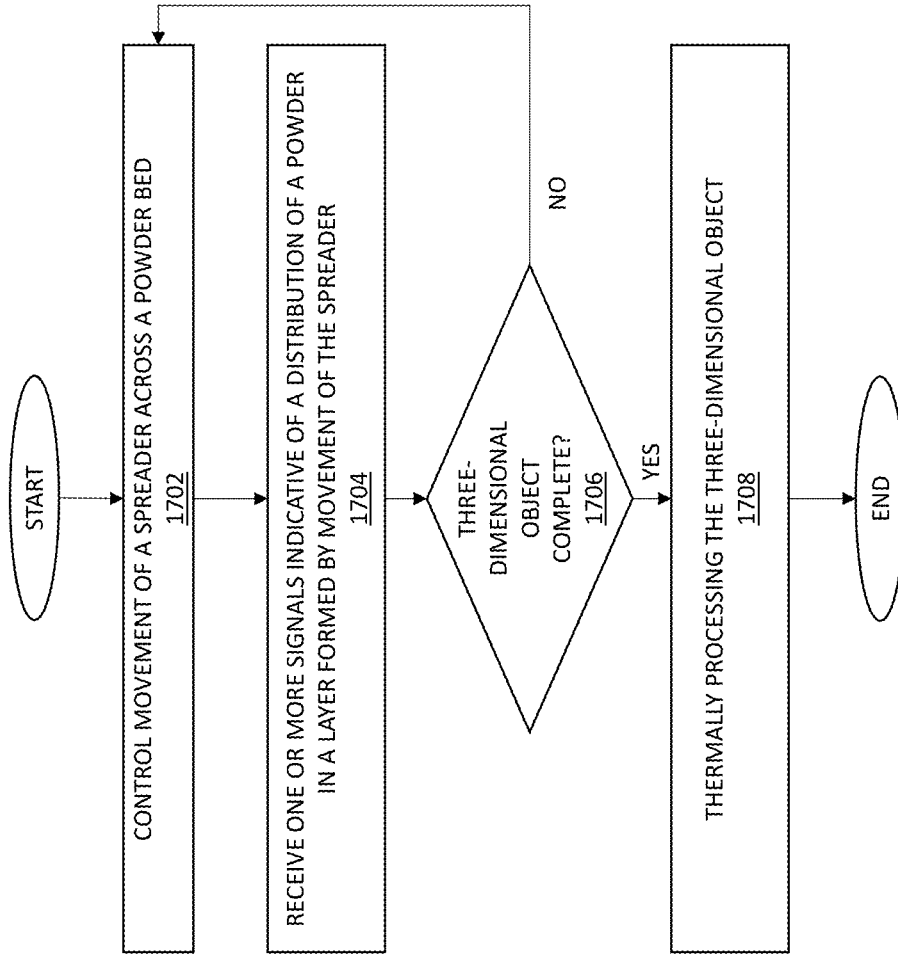 START
CONTROL MOVEMENT OF A SPREADER ACROSS A POWDER BED
1702
RECEIVE ONE OR MORE SIGNALS INDICATIVE OF A DISTRIBUTION OF A POWDER
IN A LAYER FORMED BY MOVEMENT OF THE SPREADER
1704
THREE-
DIMENSIONAL
OBJECT
COMPLETE?
1706
NO
YES
THERMALLY PROCESSING THE THREE-DIMENSIONAL OBJECT
1708
END